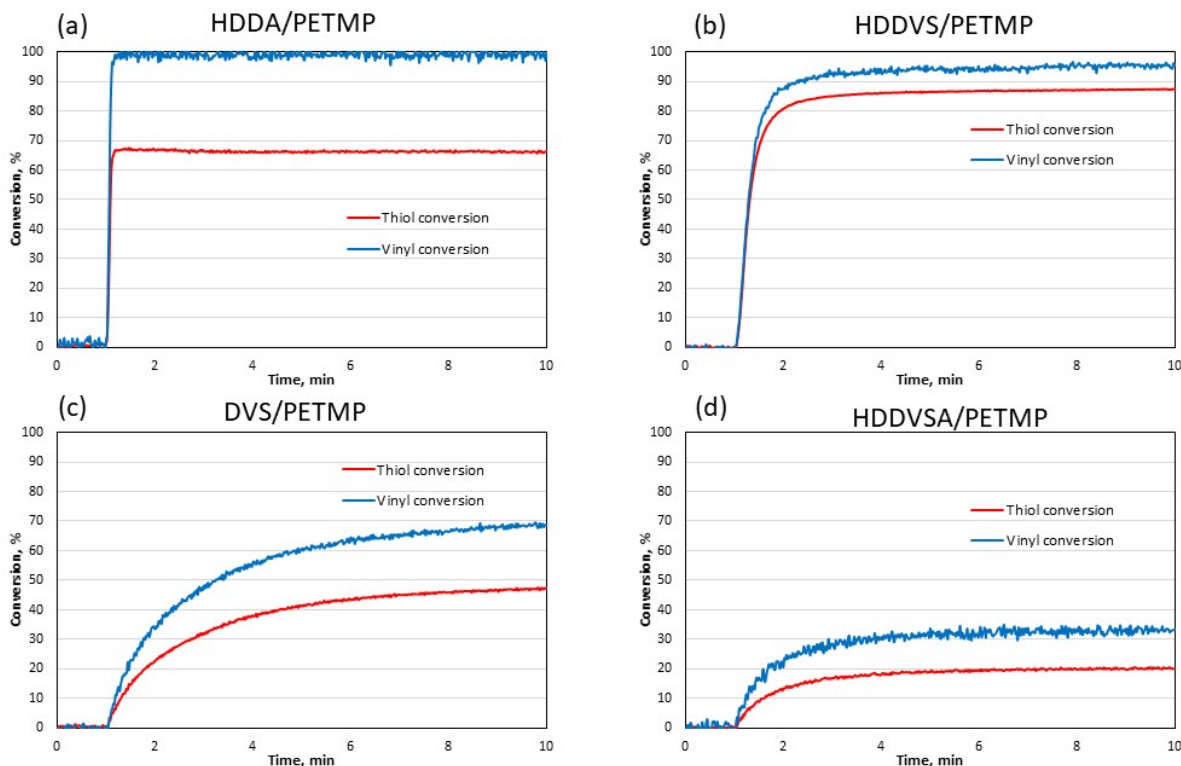 (a)
HDDA/PETMP
100
90
80
70
60
50
40
30
20
10
0
Conversion, %
Thiol conversion
Vinyl conversion
0 2 4 6 8 10
Time, min
(b)
HDDVS/PETMP
100
90
80
70
60
50
40
30
20
10
0
Conversion, %
Thiol conversion
Vinyl conversion
0 2 4 6 8 10
Time, min
(c)
DVS/PETMP
100
90
80
70
60
50
40
30
20
10
0
Conversion, %
Thiol conversion
Vinyl conversion
0 2 4 6 8 10
Time, min
(d)
HDDVSA/PETMP
100
90
80
70
60
50
40
30
20
10
0
Conversion, %
Thiol conversion
Vinyl conversion
0 2 4 6 8 10
Time, min